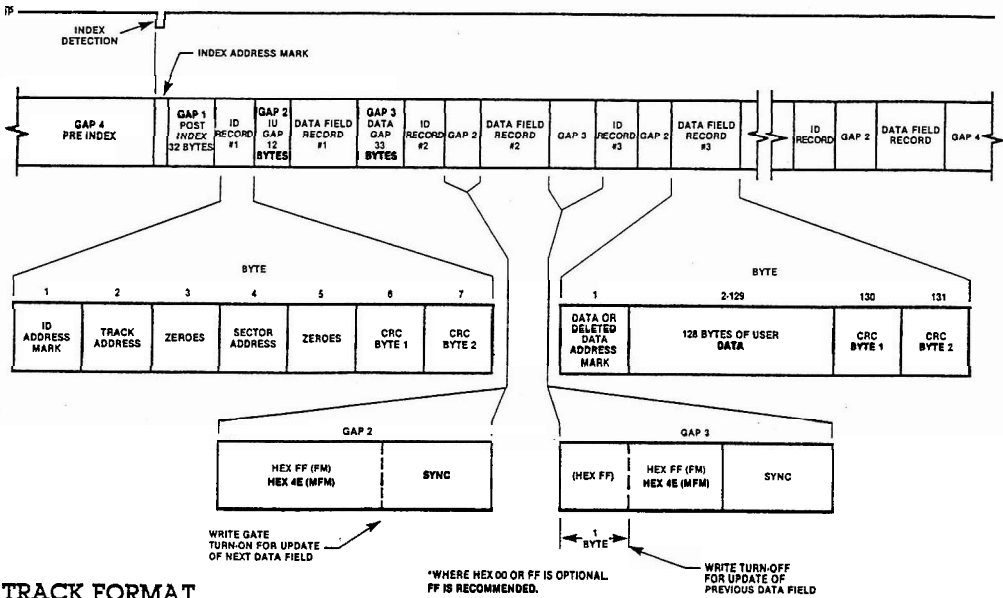 INDEX
DETECTION
INDEX ADDRESS MARK
GAP 4
PRE INDEX
GAP 1
POST
INDEX
32 BYTES
ID
RECORD
#1
GAP 2
IU
GAP
12
BYTES
DATA FIELD
RECORD
#1
GAP 3
DATA
GAP
33
BYTES
ID
RECORD
#2
GAP 2
DATA FIELD
RECORD
#2
GAP 3
ID
RECORD
#3
GAP 2
DATA FIELD
RECORD
#3
ID
RECORD
GAP 2
DATA FIELD
RECORD
GAP 4
BYTE
1 2 3 4 5 6 7
ID
ADDRESS
MARK
TRACK
ADDRESS
ZEROES
SECTOR
ADDRESS
ZEROES
CRC
BYTE 1
CRC
BYTE 2
BYTE
1 2-129 130 131
DATA OR
DELETED
DATA
ADDRESS
MARK
128 BYTES OF USER
DATA
CRC
BYTE 1
CRC
BYTE 2
GAP 2
HEX FF (FM)
HEX 4E (MFM)
SYNC
WRITE GATE
TURN-ON FOR UPDATE
OF NEXT DATA FIELD
GAP 3
(HEX FF)
HEX FF (FM)
HEX 4E (MFM)
SYNC
1
BYTE
WRITE TURN-OFF
FOR UPDATE OF
PREVIOUS DATA FIELD
*WHERE HEX 00 OR FF IS OPTIONAL.
FF IS RECOMMENDED.
TRACK FORMAT